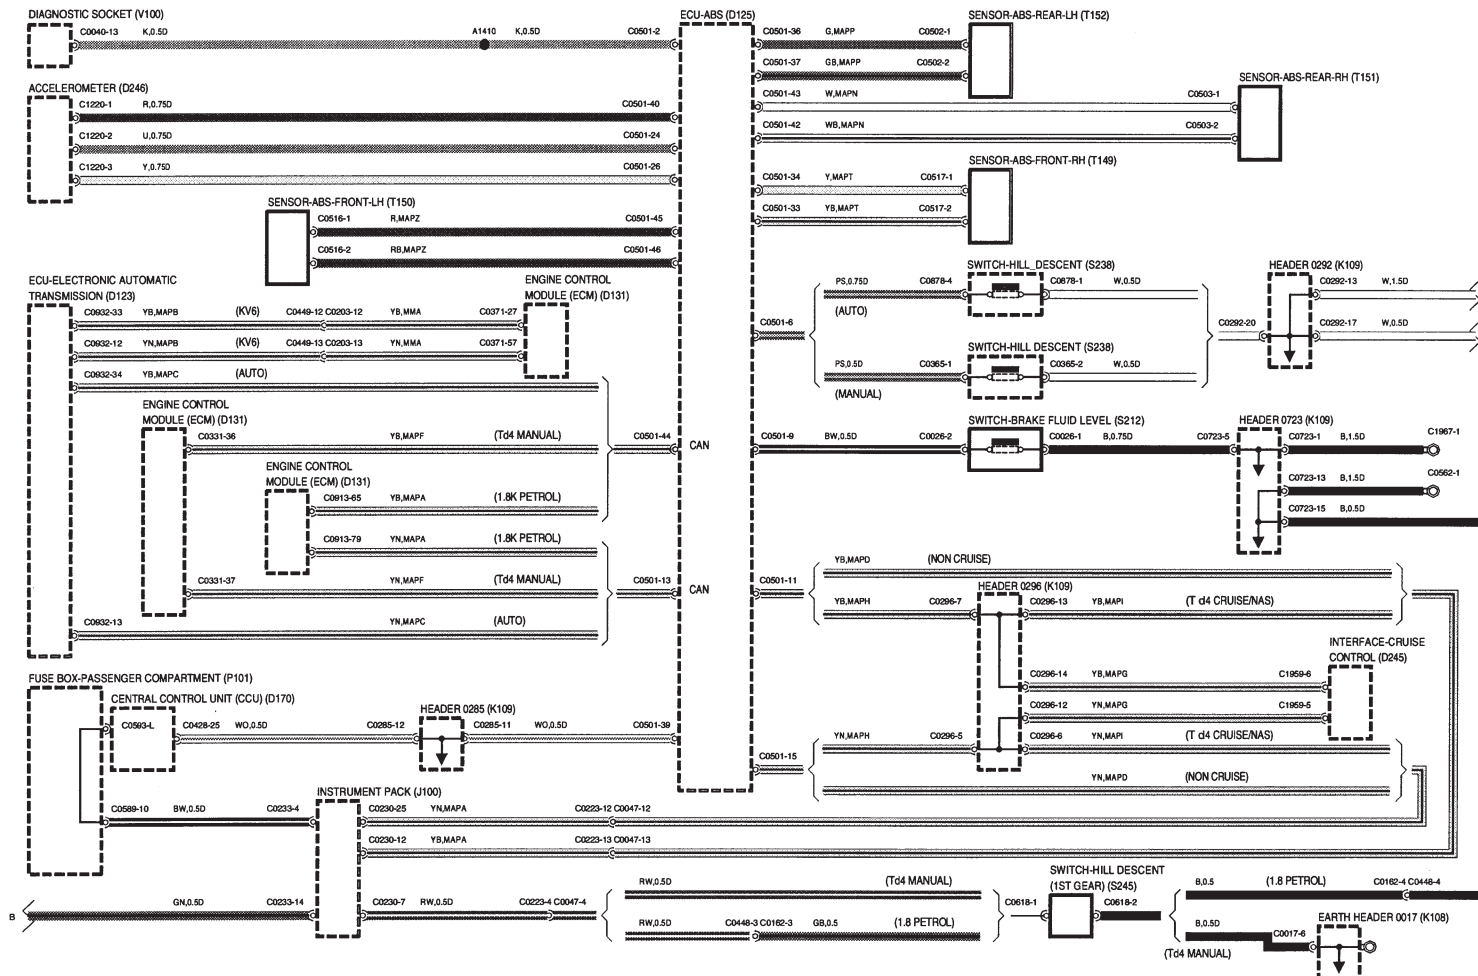 DIAGNOSTIC SOCKET (V100)
C0040-13 K,0.5D A1410 K,0.5D C0501-2
ACCELEROMETER (D246)
C1220-1 R,0.75D C0501-40
C1220-2 U,0.75D C0501-24
C1220-3 Y,0.75D C0501-26
SENSOR-ABS-FRONT-LH (T150)
C0516-1 R,MAPZ C0501-45
C0516-2 RB,MAPZ C0501-46
ECU-ELECTRONIC AUTOMATIC
TRANSMISSION (D123)
ENGINE CONTROL
MODULE (ECM) (D131)
C0932-33 YB,MAPB (KV6) C0449-12 C0203-12 YB,MMA C0371-27
C0932-12 YN,MAPB (KV6) C0449-13 C0203-13 YN,MMA C0371-57
C0932-34 YB,MAPC (AUTO)
ENGINE CONTROL
MODULE (ECM) (D131)
C0331-36 YB,MAPF (Td4 MANUAL) C0501-44 CAN
ENGINE CONTROL
MODULE (ECM) (D131)
C0913-65 YB,MAPA (1.8K PETROL)
C0913-79 YN,MAPA (1.8K PETROL)
C0331-37 YN,MAPF (Td4 MANUAL) C0501-13 CAN
C0932-13 YN,MAPC (AUTO)
FUSE BOX-PASSENGER COMPARTMENT (P101)
CENTRAL CONTROL UNIT (CCU) (D170)
HEADER 0285 (K109)
C0593-L C0428-25 WO,0.5D C0285-12 C0285-11 WO,0.5D C0501-39
INSTRUMENT PACK (J100)
C0589-10 BW,0.5D C0233-4 C0230-25 YN,MAPA C0223-12 C0047-12
C0230-12 YB,MAPA C0223-13 C0047-13
B GN,0.5D C0233-14 C0230-7 RW,0.5D C0223-4 C0047-4
RW,0.5D (Td4 MANUAL)
RW,0.5D C0448-3 C0162-3 GB,0.5 (1.8 PETROL)
ECU-ABS (D125)
SENSOR-ABS-REAR-LH (T152)
C0501-36 G,MAPP C0502-1
C0501-37 GB,MAPP C0502-2
SENSOR-ABS-REAR-RH (T151)
C0501-43 W,MAPN C0503-1
C0501-42 WB,MAPN C0503-2
SENSOR-ABS-FRONT-RH (T149)
C0501-34 Y,MAPT C0517-1
C0501-33 YB,MAPT C0517-2
SWITCH-HILL_DESCENT (S238)
HEADER 0292 (K109)
PS,0.75D C0878-4 C0878-1 W,0.5D C0292-13 W,1.5D
(AUTO)
C0501-6 C0292-20 C0292-17 W,0.5D
SWITCH-HILL DESCENT (S238)
PS,0.5D C0365-1 C0365-2 W,0.5D
(MANUAL)
SWITCH-BRAKE FLUID LEVEL (S212)
HEADER 0723 (K109)
C0501-9 BW,0.5D C0026-2 C0026-1 B,0.75D C0723-5 C0723-1 B,1.5D C1967-1
C0723-13 B,1.5D C0562-1
C0723-15 B,0.5D
YB,MAPD (NON CRUISE)
C0501-11
HEADER 0296 (K109)
YB,MAPH C0296-7 C0296-13 YB,MAPI (T d4 CRUISE/NAS)
INTERFACE-CRUISE
CONTROL (D245)
C0296-14 YB,MAPG C1959-6
C0296-12 YN,MAPG C1959-5
YN,MAPH C0296-5 C0296-6 YN,MAPI (T d4 CRUISE/NAS)
C0501-15
YN,MAPD (NON CRUISE)
SWITCH-HILL DESCENT
(1ST GEAR) (S245)
C0618-1 C0618-2
B,0.5 (1.8 PETROL) C0162-4 C0448-4
EARTH HEADER 0017 (K108)
B,0.5D C0017-6
(Td4 MANUAL)